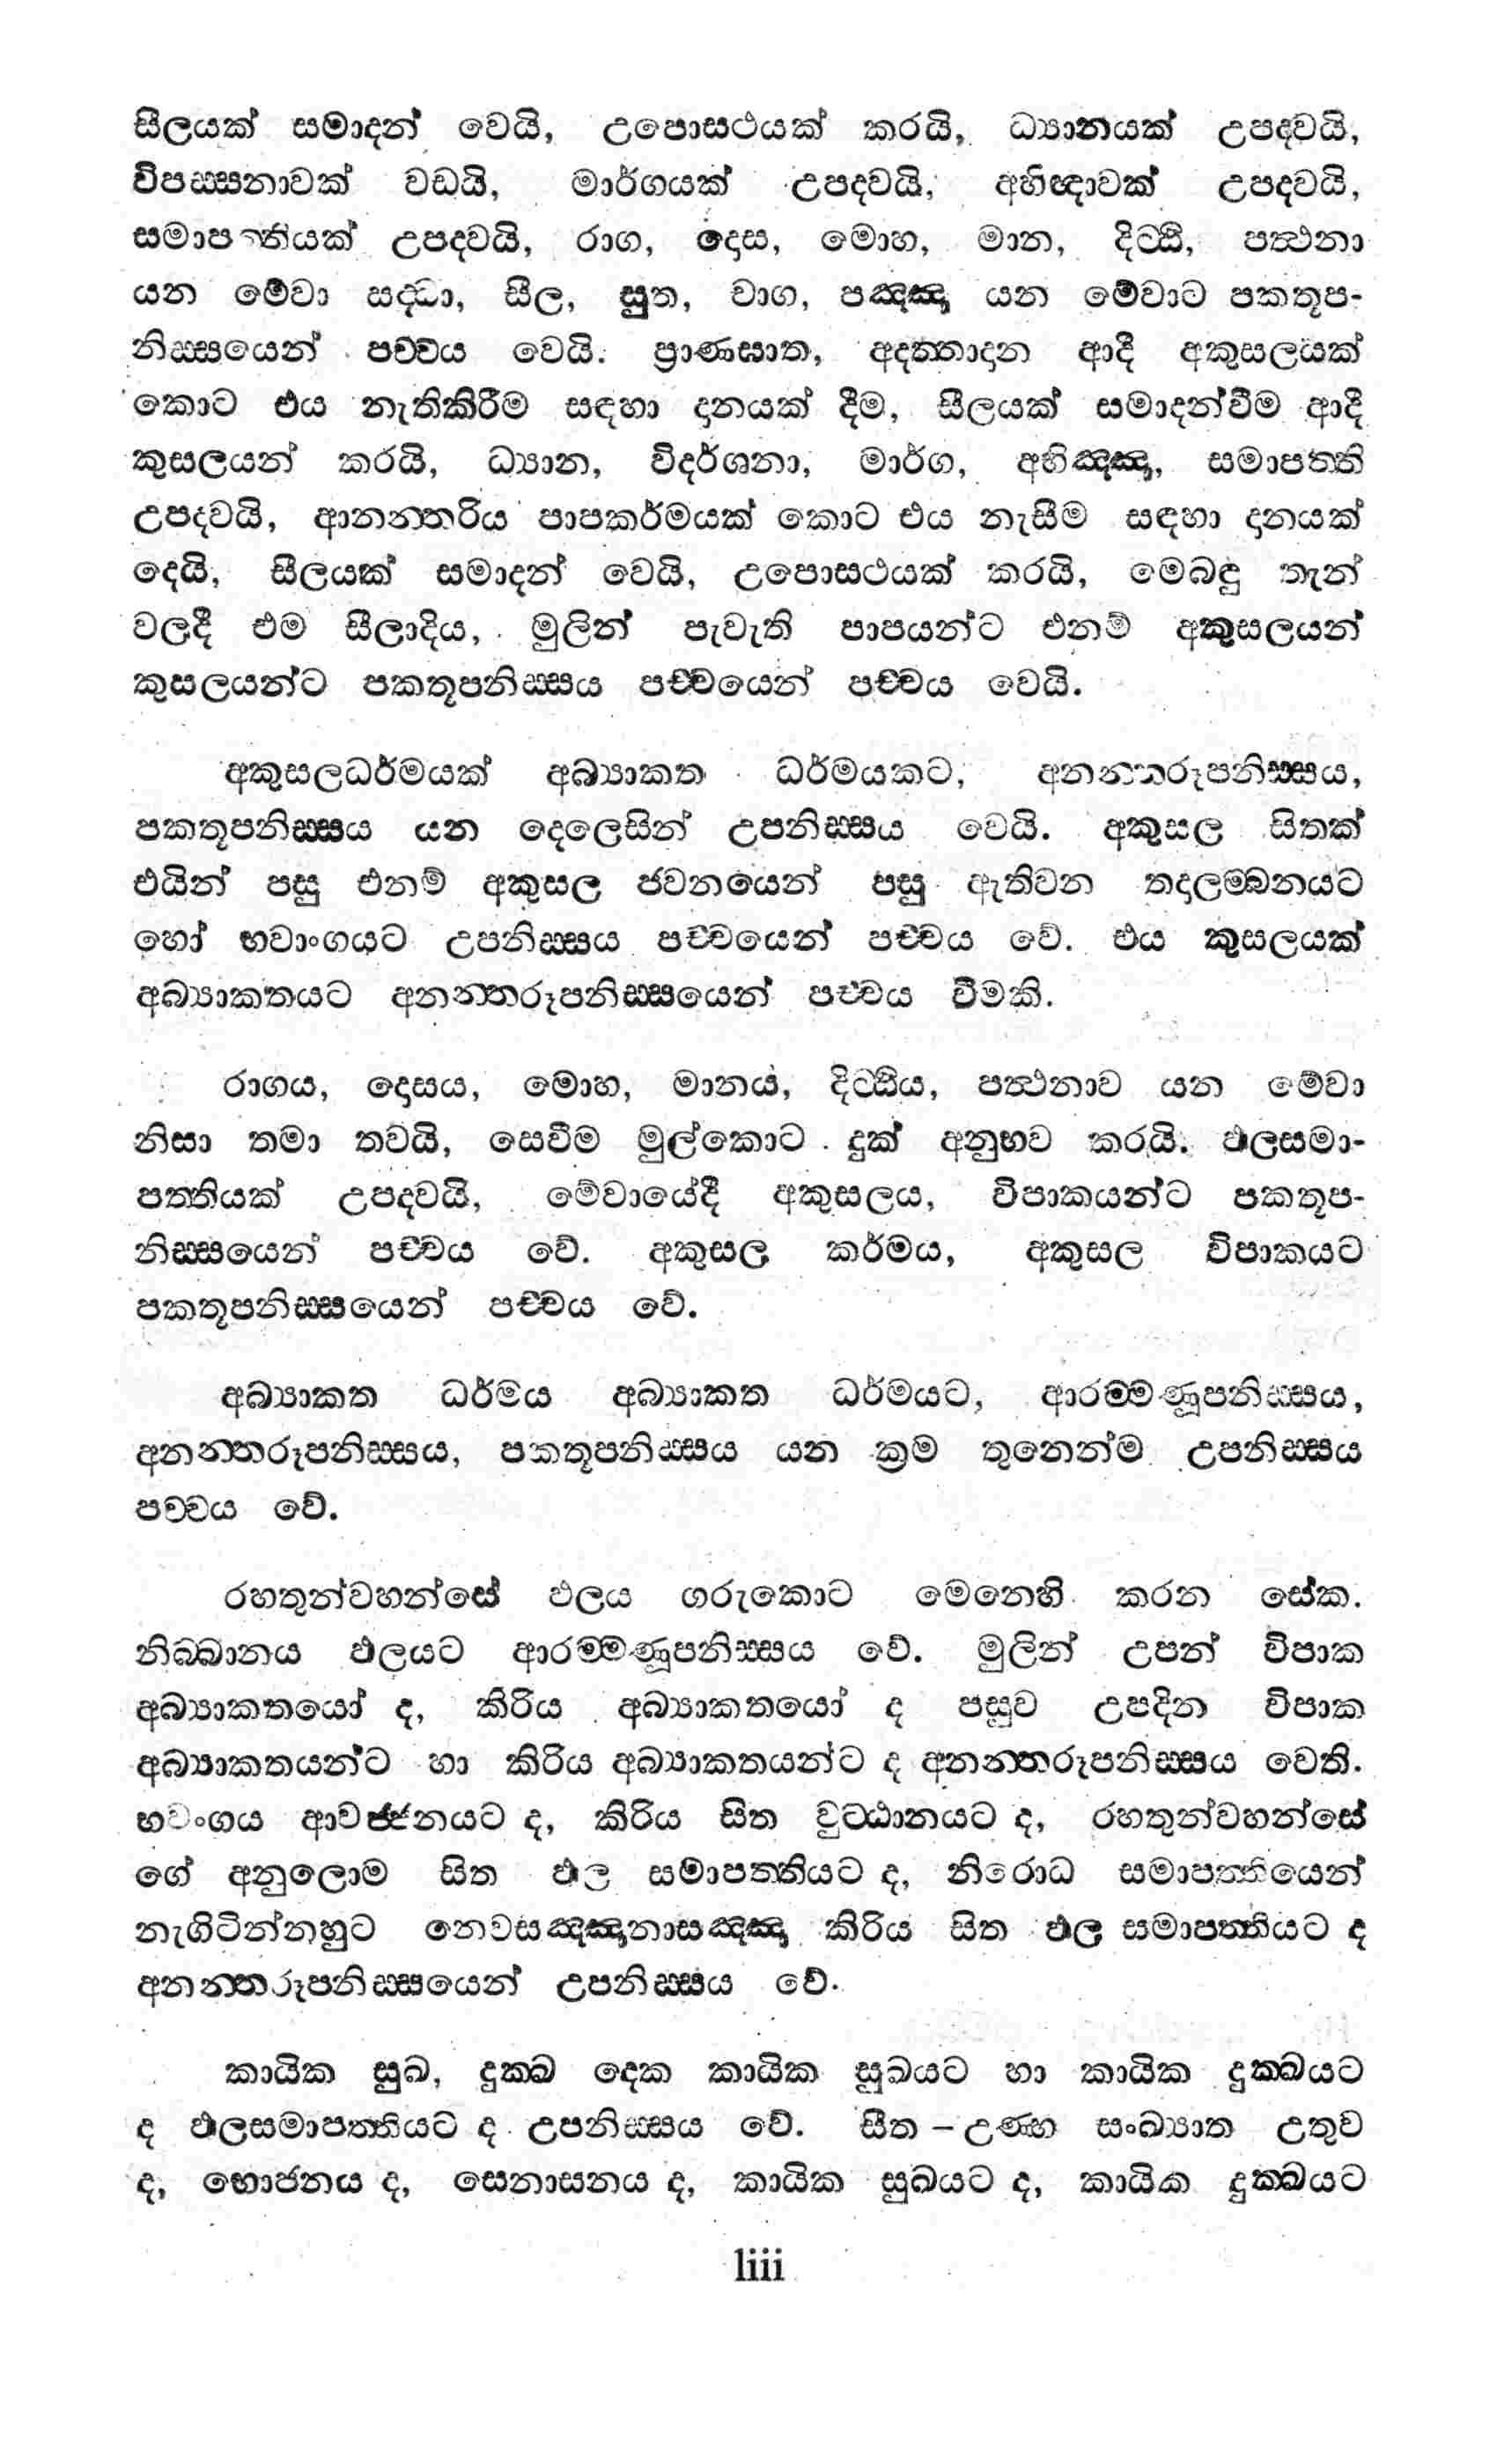 සීලයක් සමාදන් වෙයි, උපොසථයක් කරයි, ධ්‍යානයක් උපදවයි,
විපස්සනාවක් වඩයි, මාර්ගයක් උපදවයි, අභිඥාවක් උපදවයි,
සමාපත්තියක් උපදවයි, රාග, දොස, මොහ, මාන, දිට්ඨි, පත්‍ථනා
යන මේවා සද්ධා, සීල, සුත, චාග, පඤ්ඤා යන මේවාට පකතූප-
නිස්සයෙන් පච්චය වෙයි. ප්‍රාණඝාත, අදත්තාදාන ආදී අකුසලයක්
කොට එය නැතිකිරීම සඳහා දානයක් දීම, සීලයක් සමාදන්වීම ආදී
කුසලයන් කරයි, ධ්‍යාන, විදර්ශනා, මාර්ග, අභිඤ්ඤා, සමාපත්ති
උපදවයි, ආනන්තරිය පාපකර්මයක් කොට එය නැසීම සඳහා දානයක්
දෙයි, සීලයක් සමාදන් වෙයි, උපොසථයක් කරයි, මෙබඳු තැන්
වලදී එම සීලාදිය, මුලින් පැවැති පාපයන්ට එනම් අකුසලයන්
කුසලයන්ට පකතූපනිස්සය පච්චයෙන් පච්චය වෙයි.
අකුසලධර්මයක් අබ්‍යාකත ධර්මයකට, අනන්තරූපනිස්සය,
පකතූපනිස්සය යන දෙලෙසින් උපනිස්සය වෙයි. අකුසල සිතක්
එයින් පසු එනම් අකුසල ජවනයෙන් පසු ඇතිවන තදාලම්බනයට
හෝ භවාංගයට උපනිස්සය පච්චයෙන් පච්චය වේ. එය කුසලයක්
අබ්‍යාකතයට අනන්තරූපනිස්සයෙන් පච්චය වීමකි.
රාගය, දොසය, මොහ, මානය, දිට්ඨිය, පත්‍ථනාව යන මේවා
නිසා තමා තවයි, සෙවීම මුල්කොට දුක් අනුභව කරයි. ඵලසමා-
පත්තියක් උපදවයි, මේවායේදී අකුසලය, විපාකයන්ට පකතූප-
නිස්සයෙන් පච්චය වේ. අකුසල කර්මය, අකුසල විපාකයට
පකතූපනිස්සයෙන් පච්චය වේ.
අබ්‍යාකත ධර්මය අබ්‍යාකත ධර්මයට, ආරම්මණූපනිස්සය,
අනන්තරූපනිස්සය, පකතූපනිස්සය යන ක්‍රම තුනෙන්ම උපනිස්සය
පච්චය වේ.
රහතුන්වහන්සේ ඵලය ගරුකොට මෙනෙහි කරන සේක.
නිබ්බානය ඵලයට ආරම්මණූපනිස්සය වේ. මුලින් උපන් විපාක
අබ්‍යාකතයෝ ද, කිරිය අබ්‍යාකතයෝ ද පසුව උපදින විපාක
අබ්‍යාකතයන්ට හා කිරිය අබ්‍යාකතයන්ට ද අනන්තරූපනිස්සය වෙති.
භවංගය ආවජ්ජනයට ද, කිරිය සිත වුට්ඨානයට ද, රහතුන්වහන්සේ
ගේ අනුලොම සිත ඵල සමාපත්තියට ද, නිරොධ සමාපත්තියෙන්
නැගිටින්නහුට නෙවසඤ්ඤානාසඤ්ඤා කිරිය සිත ඵල සමාපත්තියට ද
අනන්තරූපනිස්සයෙන් උපනිස්සය වේ.
කායික සුඛ, දුක්ඛ දෙක කායික සුඛයට හා කායික දුක්ඛයට
ද ඵලසමාපත්තියට ද උපනිස්සය වේ. සීත – උණ්හ සංඛ්‍යාත උතුව
ද, භොජනය ද, සෙනාසනය ද, කායික සුඛයට ද, කායික දුක්ඛයට
liii